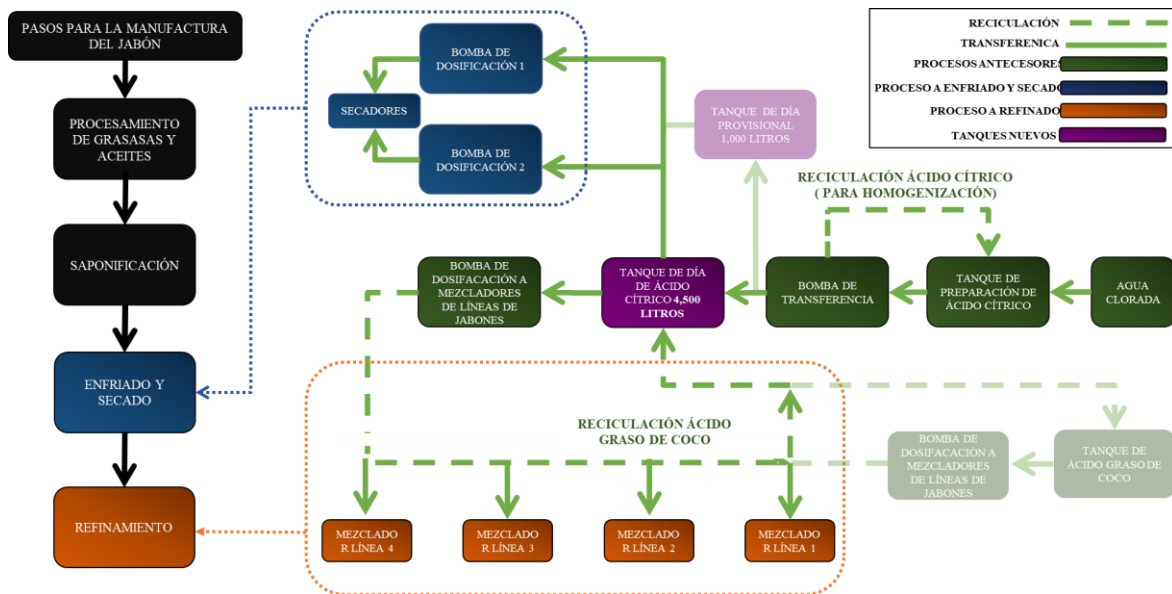 PASOS PARA LA MANUFACTURA
DEL JABÓN
PROCESAMIENTO
DE GRASASAS Y
ACEITES
SAPONIFICACIÓN
ENFRIADO Y
SECADO
REFINAMIENTO
BOMBA DE
DOSIFICACIÓN 1
SECADORES
BOMBA DE
DOSIFICACIÓN 2
TANQUE DE DÍA
PROVISIONAL
1,000 LITROS
RECICULACIÓN
TRANSFERENICA
PROCESOS ANTECESORES
PROCESO A ENFRIADO Y SECADO
PROCESO A REFINADO
TANQUES NUEVOS
RECICULACIÓN ÁCIDO CÍTRICO
( PARA HOMOGENIZACIÓN)
BOMBA DE
DOSIFACACIÓN A
MEZCLADORES
DE LÍNEAS DE
JABONES
TANQUE DE DÍA
DE ÁCIDO
CÍTRICO 4,500
LITROS
BOMBA DE
TRANSFERENCIA
TANQUE DE
PREPARACIÓN DE
ÁCIDO CÍTRICO
AGUA
CLORADA
RECICULACIÓN ÁCIDO
GRASO DE COCO
BOMBA DE
DOSIFACACIÓN A
MEZCLADORES
DE LÍNEAS DE
JABONES
TANQUE DE
ÁCIDO GRASO DE
COCO
MEZCLADO
R LÍNEA 4
MEZCLADO
R LÍNEA 3
MEZCLADO
R LÍNEA 2
MEZCLADO
R LÍNEA 1